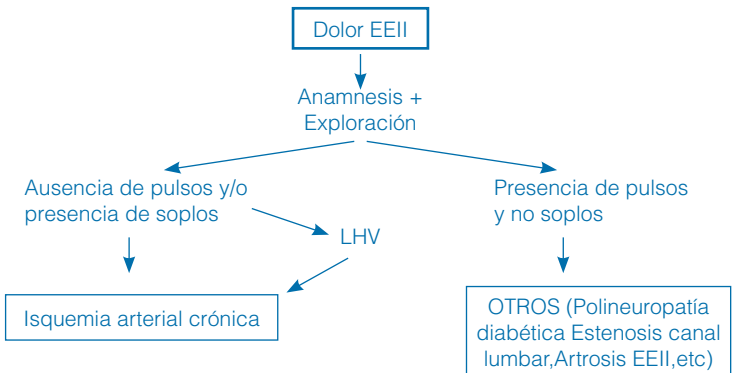 Dolor EEII
Anamnesis +
Exploración
Ausencia de pulsos y/o
presencia de soplos
Presencia de pulsos
y no soplos
LHV
Isquemia arterial crónica
OTROS (Polineuropatía
diabética Estenosis canal
lumbar,Artrosis EEII,etc)